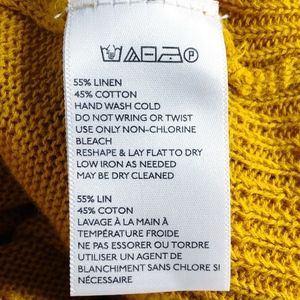 55% LINEN
45% COTTON
HAND WASH COLD
DO NOT WRING OR TWIST
USE ONLY NON-CHLORINE
BLEACH
RESHAPE & LAY FLAT TO DRY
LOW IRON AS NEEDED
MAY BE DRY CLEANED
55% LIN
45% COTON
LAVAGE À LA MAIN À
TEMPÉRATURE FROIDE
NE PAS ESSORER OU TORDRE
UTILISER UN AGENT DE
BLANCHIMENT SANS CHLORE SI
NÉCESSAIRE